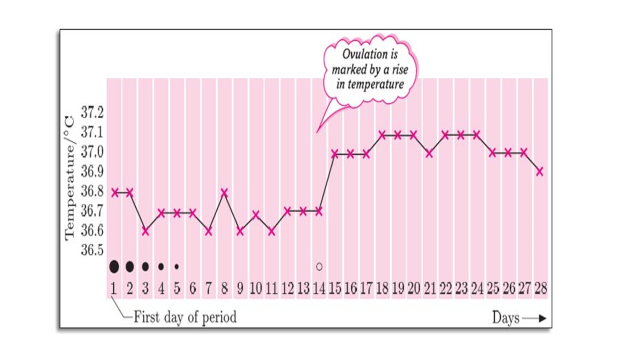 Ovulation is
marked by a rise
in temperature
Temperature/°C
37.2
37.1
37.0
36.9
36.8
36.7
36.6
36.5
1 2 3 4 5 6 7 8 9 10 11 12 13 14 15 16 17 18 19 20 21 22 23 24 25 26 27 28
First day of period
Days